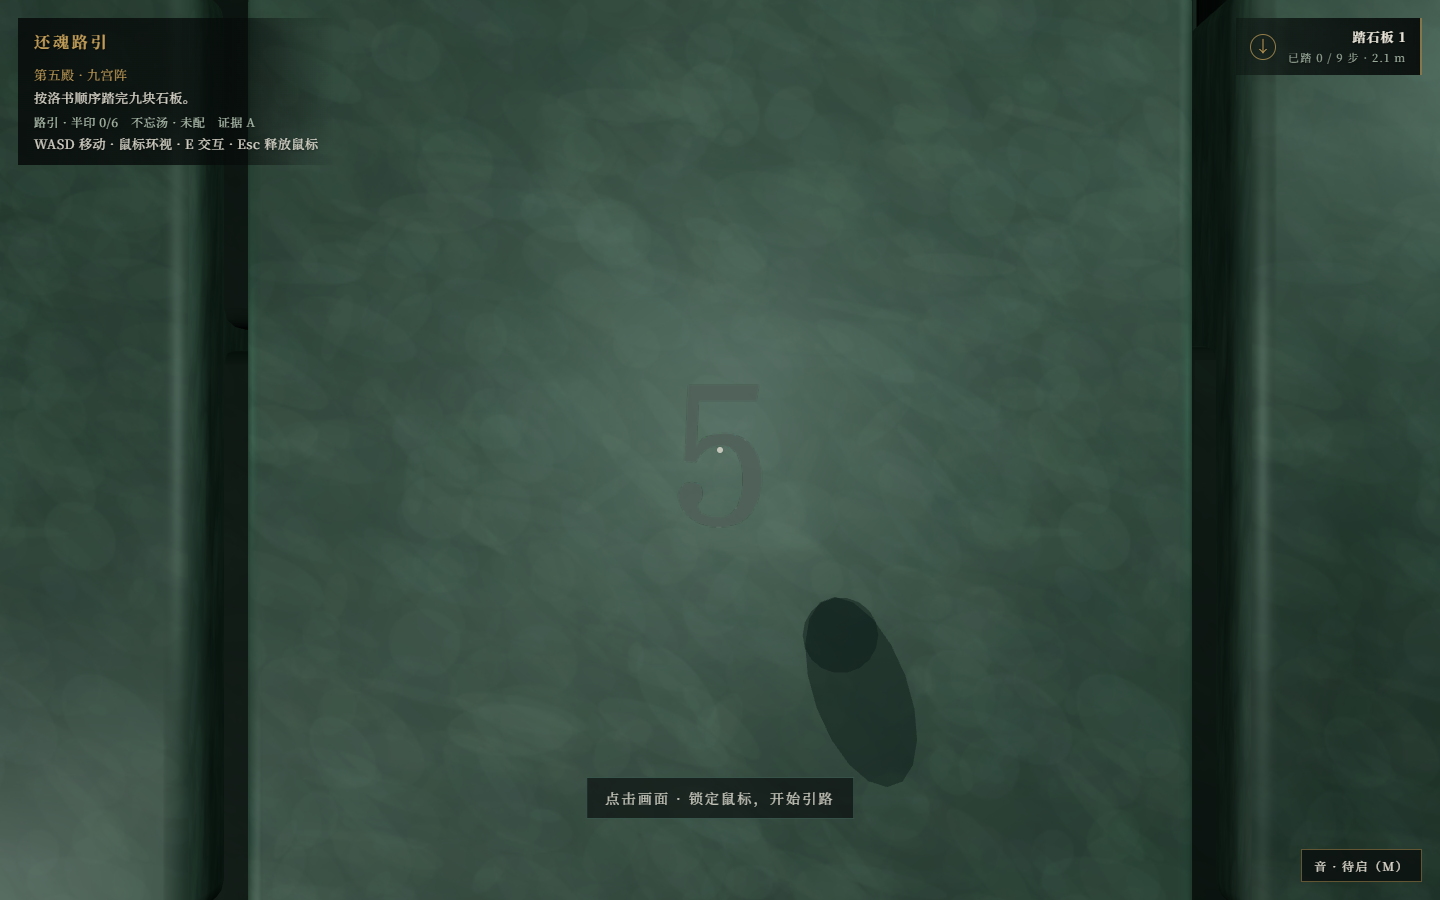 还魂路引
第五殿 · 九宫阵
按洛书顺序踏完九块石板。
路引 · 半印 0/6 不忘汤 · 未配 证据 A
WASD 移动 · 鼠标环视 · E 交互 · Esc 释放鼠标
↓ 踏石板 1
已踏 0 / 9 步 · 2.1 m
5
点击画面 · 锁定鼠标，开始引路
音 · 待启（M）